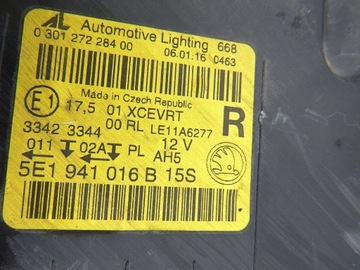 AL Automotive Lighting 668
0 301 272 284 00 06.01.16 0463
Made in Czech Republic
E1 17,5 01 XCEVRT
00 RL LE11A6277 R
3342 3344 12 V
011 02A PL AH5
5E1 941 016 B 15S